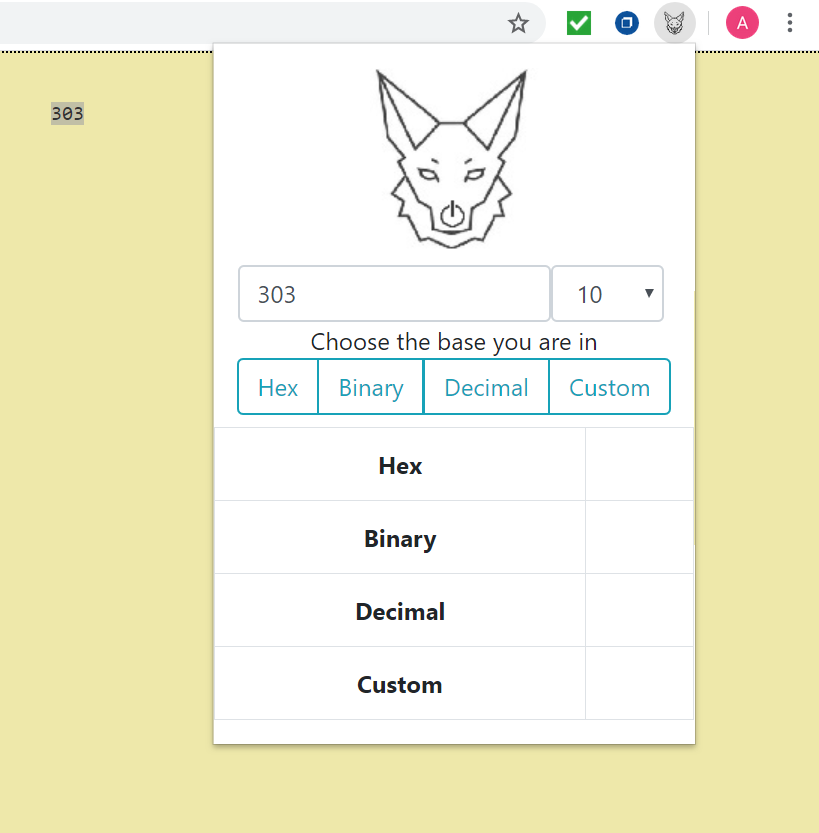 A
303
303 10
Choose the base you are in
Hex Binary Decimal Custom
Hex
Binary
Decimal
Custom